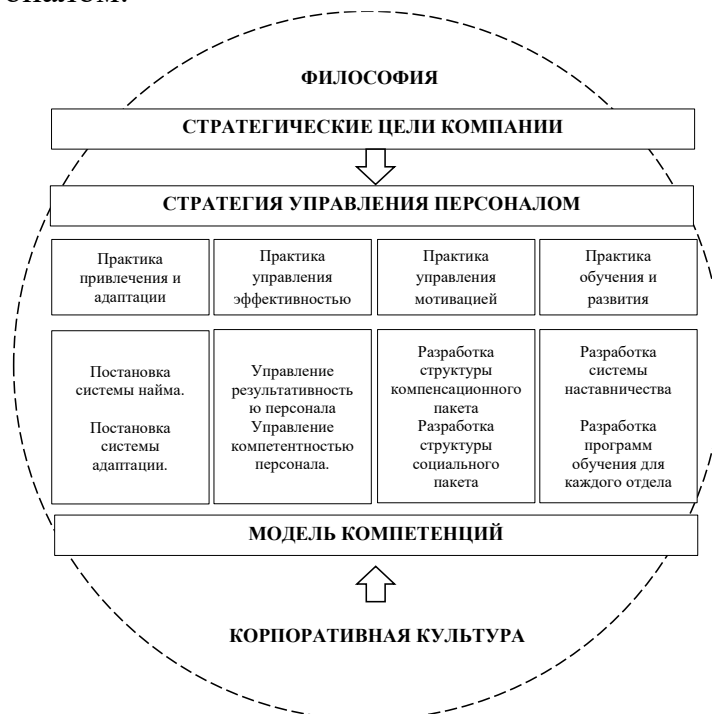 оналом.
ФИЛОСОФИЯ
СТРАТЕГИЧЕСКИЕ ЦЕЛИ КОМПАНИИ
СТРАТЕГИЯ УПРАВЛЕНИЯ ПЕРСОНАЛОМ
Практика
привлечения и
адаптации
Практика
управления
эффективностью
Практика
управления
мотивацией
Практика
обучения и
развития
Постановка
системы найма.
Постановка
системы
адаптации.
Управление
результативность
ю персонала
Управление
компетентностью
персонала.
Разработка
структуры
компенсационного
пакета
Разработка
структуры
социального
пакета
Разработка
системы
наставничества
Разработка
программ
обучения для
каждого отдела
МОДЕЛЬ КОМПЕТЕНЦИЙ
КОРПОРАТИВНАЯ КУЛЬТУРА